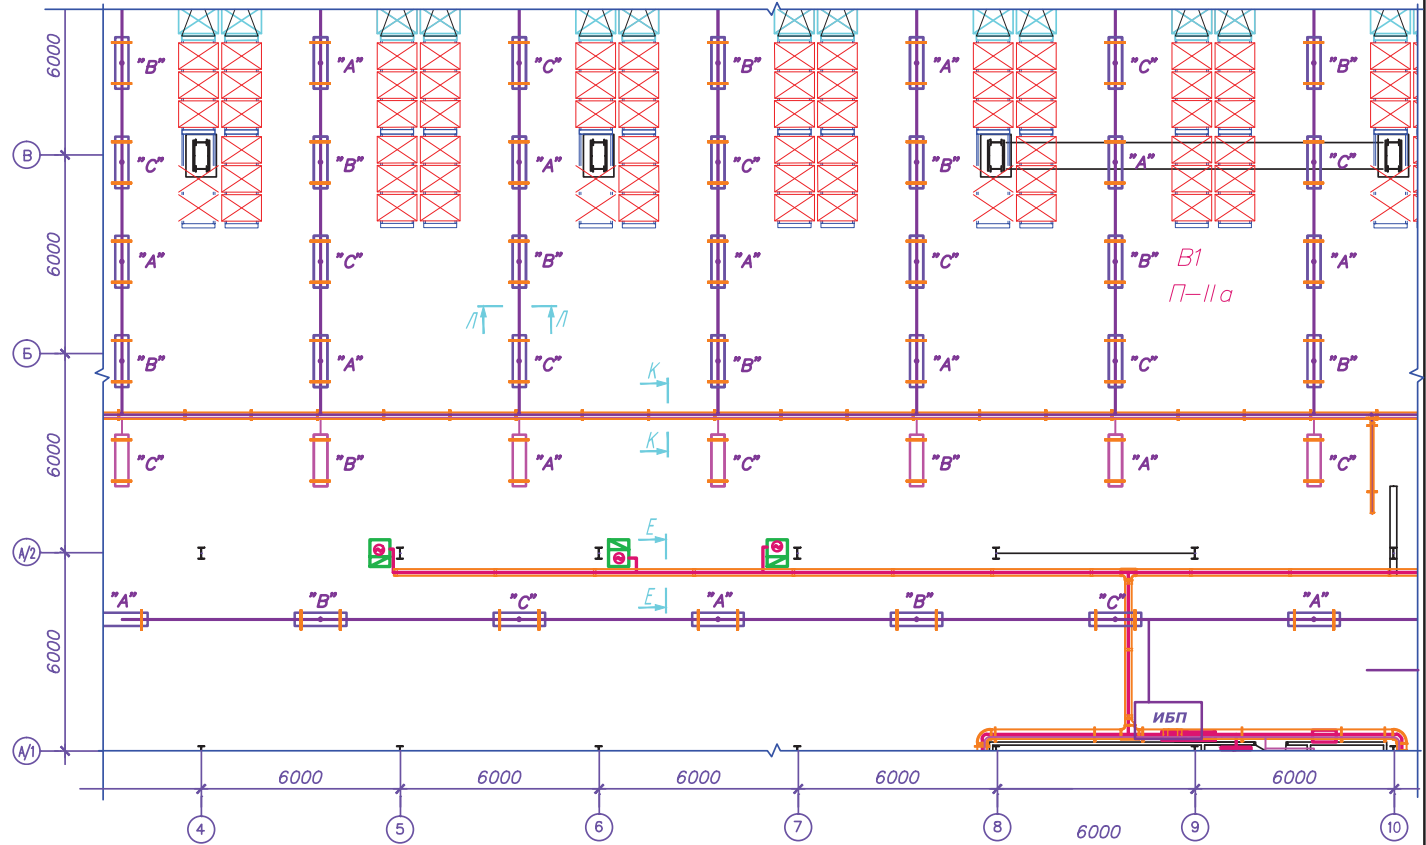 6000
"B" "A" "C" "B" "A" "C" "B"
В "C" "B" "A" "C" "B" "A" "C"
6000 "A" "C" "B" "A" "C" "B" В1 "A"
П-IIа
Л Л
Б "B" "A" "C" "B" "A" "C" "B"
К
К
6000 "C" "B" "A" "C" "B" "A" "C"
Е
А/2
Е
"A" "B" "C" "A" "B" "C" "A"
6000
ИБП
А/1
6000 6000 6000 6000 6000
4 5 6 7 8 9 10
6000